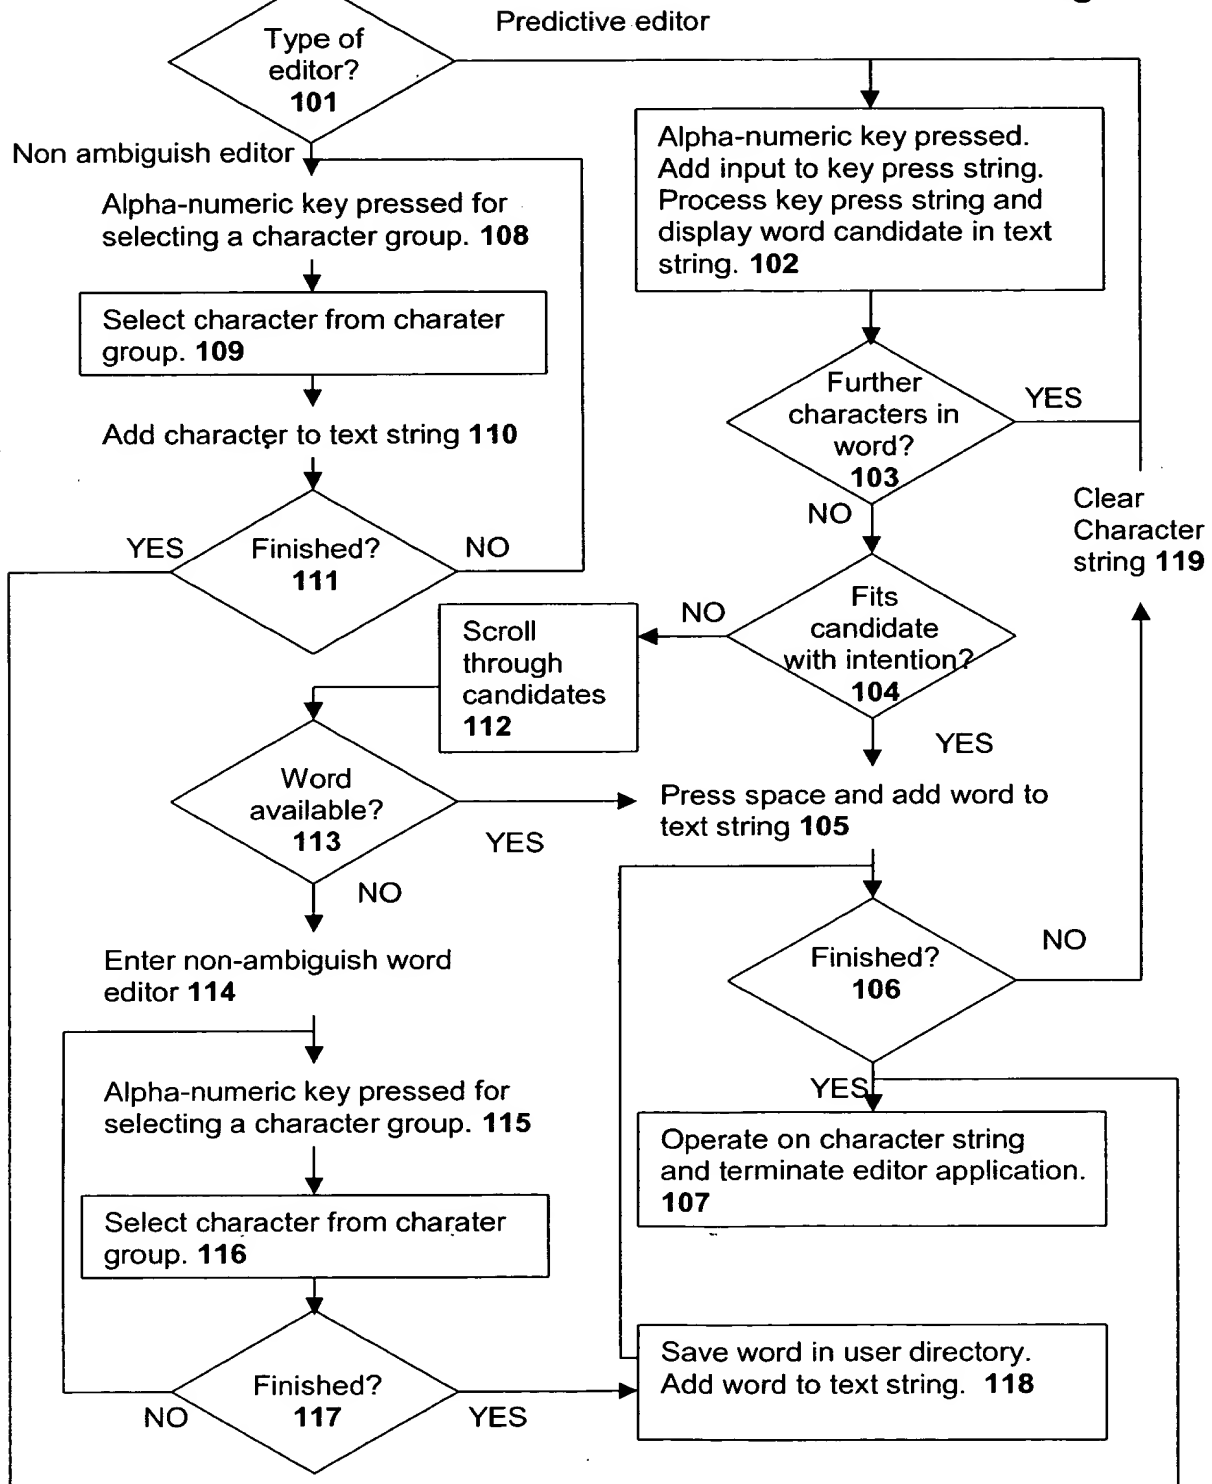 Predictive editor
Type of
editor?
101
Non ambiguish editor
Alpha-numeric key pressed.
Add input to key press string.
Process key press string and
display word candidate in text
string. 102
Alpha-numeric key pressed for
selecting a character group. 108
Select character from charater
group. 109
Further
characters in
word?
103
YES
Add character to text string 110
NO
Clear
Character
string 119
YES
Finished?
111
NO
Fits
candidate
with intention?
104
NO
Scroll
through
candidates
112
YES
Word
available?
113
YES
Press space and add word to
text string 105
NO
Enter non-ambiguish word
editor 114
Finished?
106
NO
YES
Alpha-numeric key pressed for
selecting a character group. 115
Operate on character string
and terminate editor application.
107
Select character from charater
group. 116
Save word in user directory.
Add word to text string. 118
Finished?
117
NO
YES